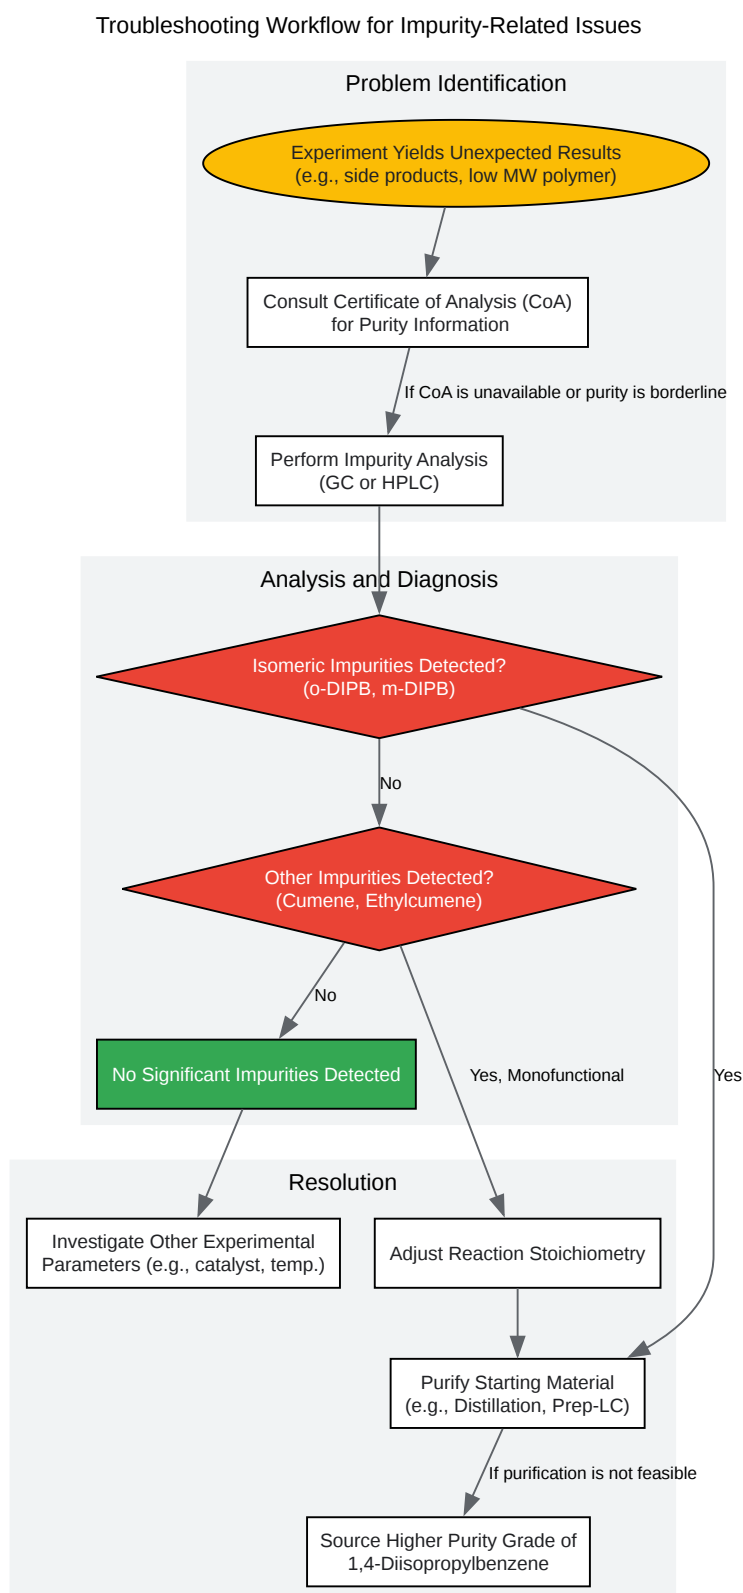 Troubleshooting Workflow for Impurity-Related Issues
Problem Identification
Experiment Yields Unexpected Results
(e.g., side products, low MW polymer)
Consult Certificate of Analysis (CoA)
for Purity Information
If CoA is unavailable or purity is borderline
Perform Impurity Analysis
(GC or HPLC)
Analysis and Diagnosis
Isomeric Impurities Detected?
(o-DIPB, m-DIPB)
No
Other Impurities Detected?
(Cumene, Ethylcumene)
No
No Significant Impurities Detected
Yes, Monofunctional
Yes
Resolution
Investigate Other Experimental
Parameters (e.g., catalyst, temp.)
Adjust Reaction Stoichiometry
Purify Starting Material
(e.g., Distillation, Prep-LC)
If purification is not feasible
Source Higher Purity Grade of
1,4-Diisopropylbenzene